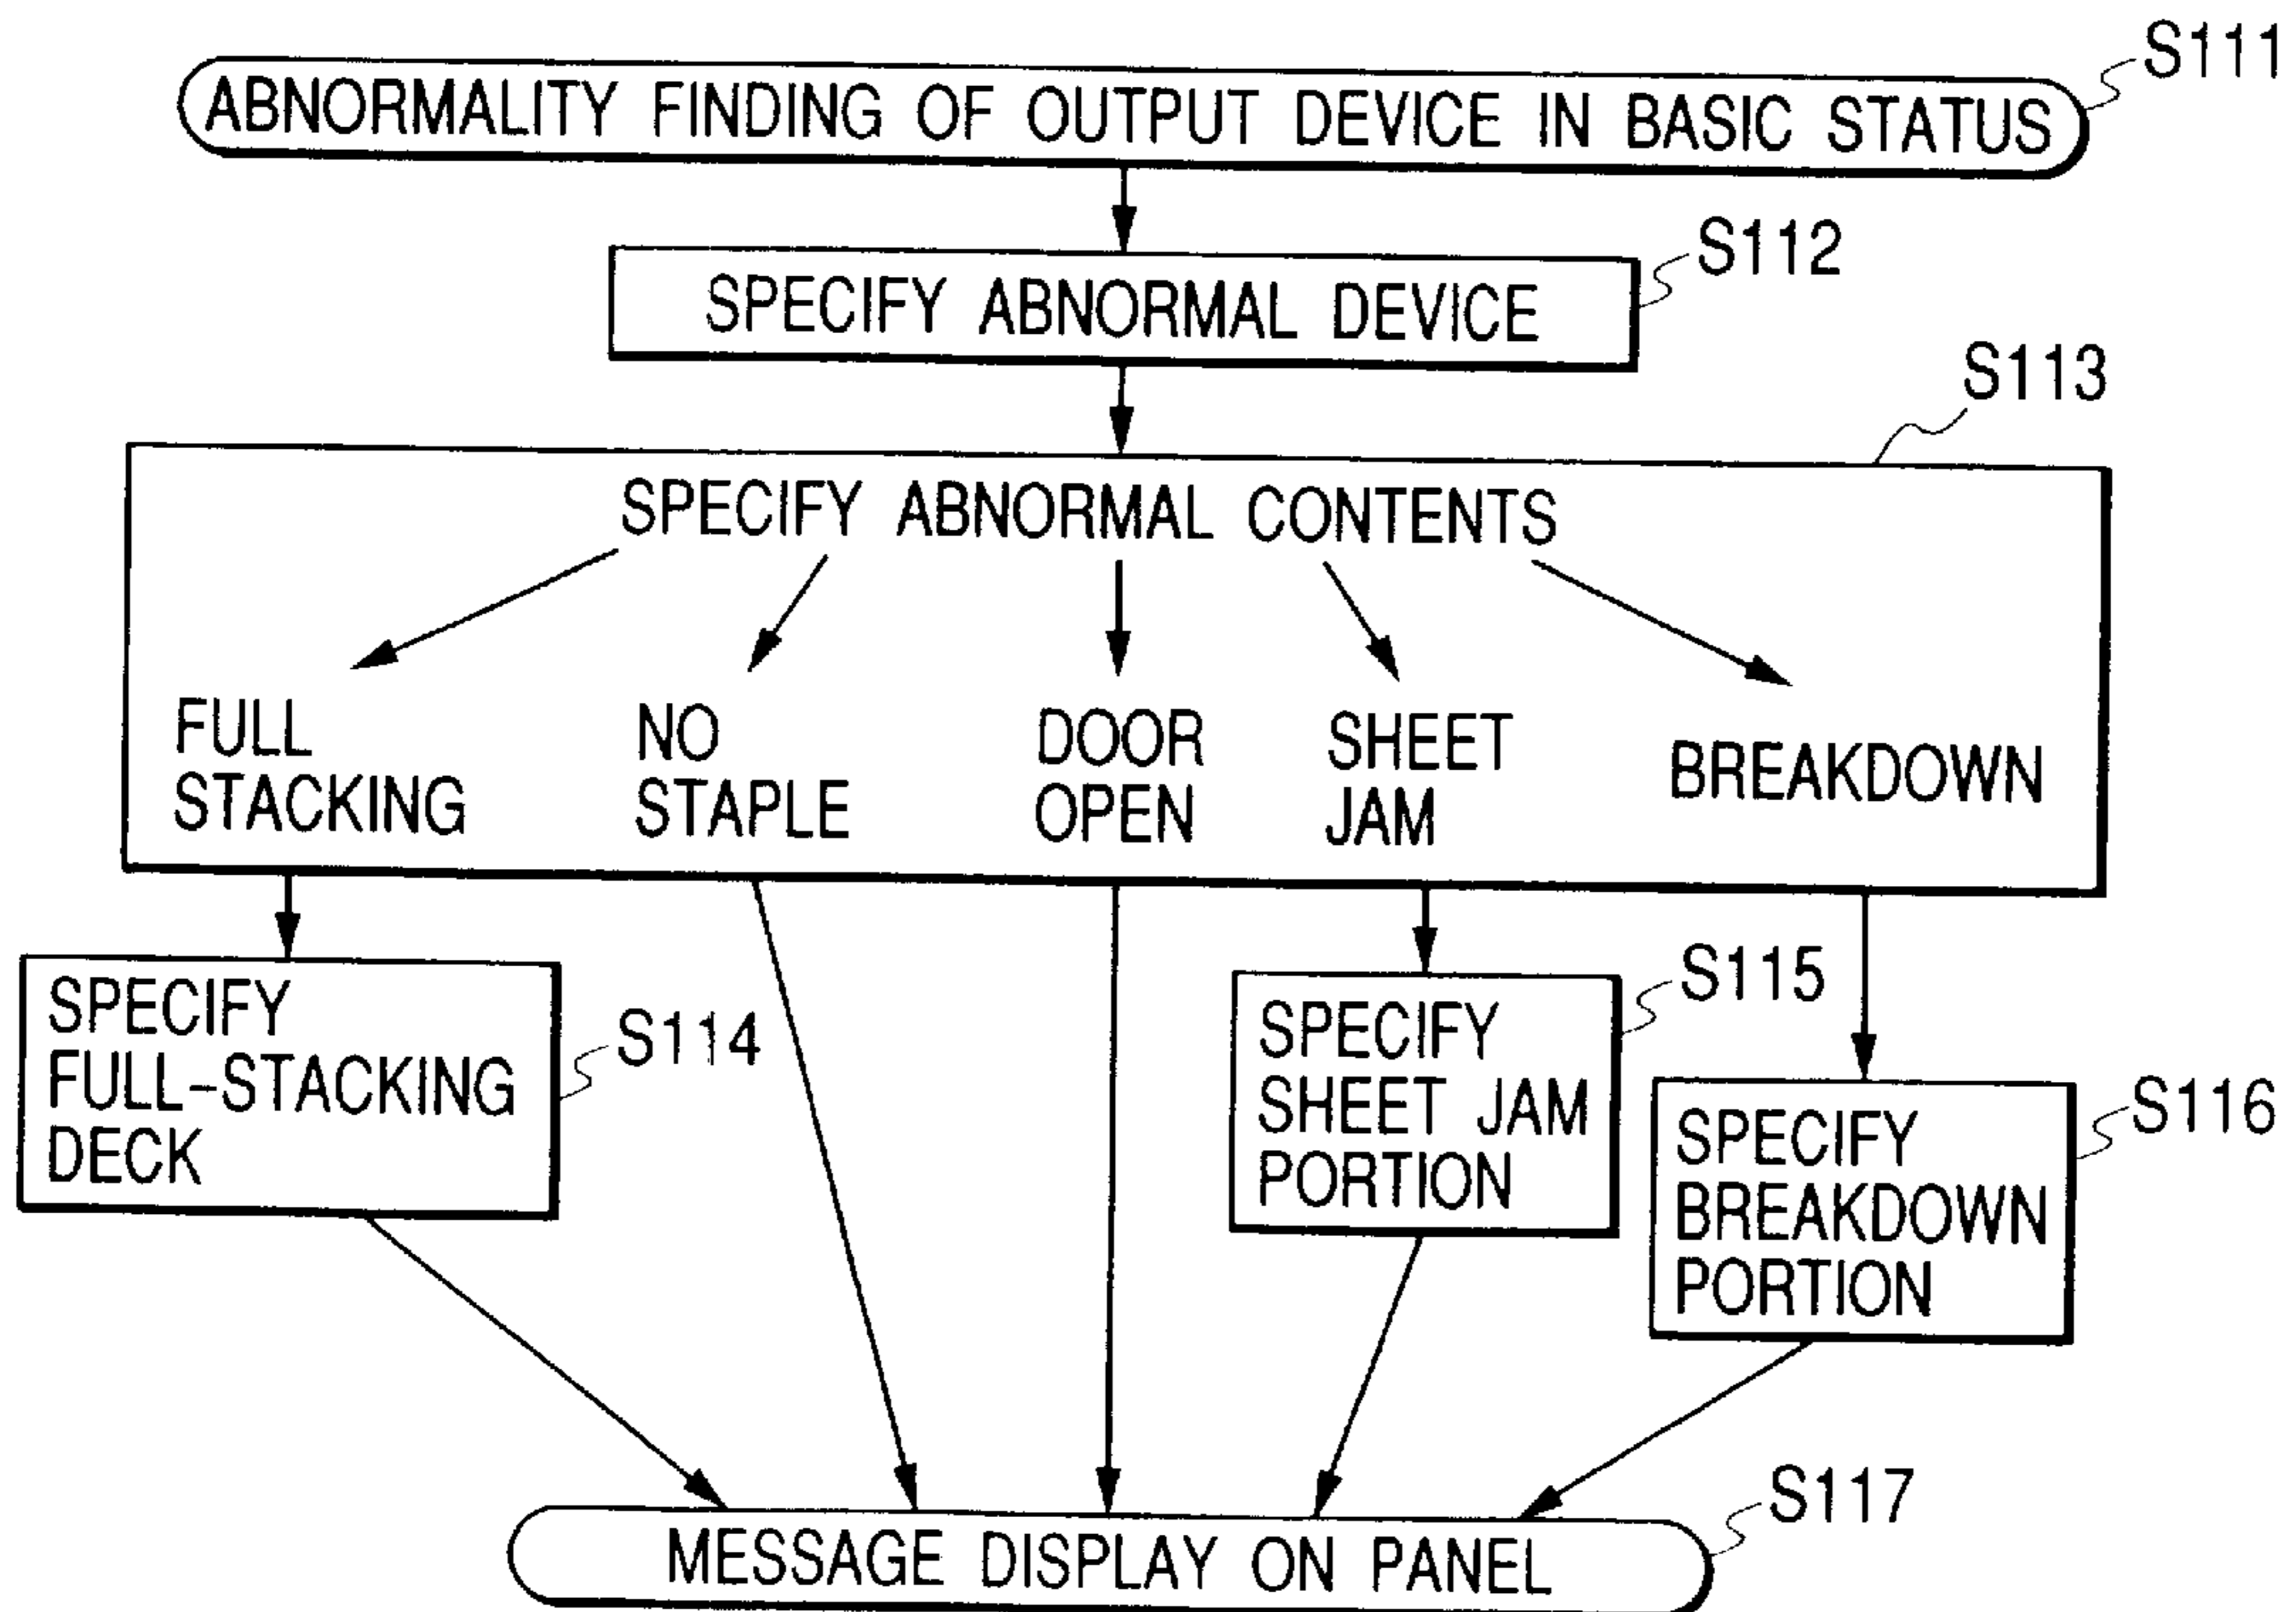 S111
ABNORMALITY FINDING OF OUTPUT DEVICE IN BASIC STATUS
S112
SPECIFY ABNORMAL DEVICE
S113
SPECIFY ABNORMAL CONTENTS
FULL
STACKING
NO
STAPLE
DOOR
OPEN
SHEET
JAM
BREAKDOWN
SPECIFY
FULL-STACKING
DECK
S114
SPECIFY
SHEET JAM
PORTION
S115
SPECIFY
BREAKDOWN
PORTION
S116
S117
MESSAGE DISPLAY ON PANEL